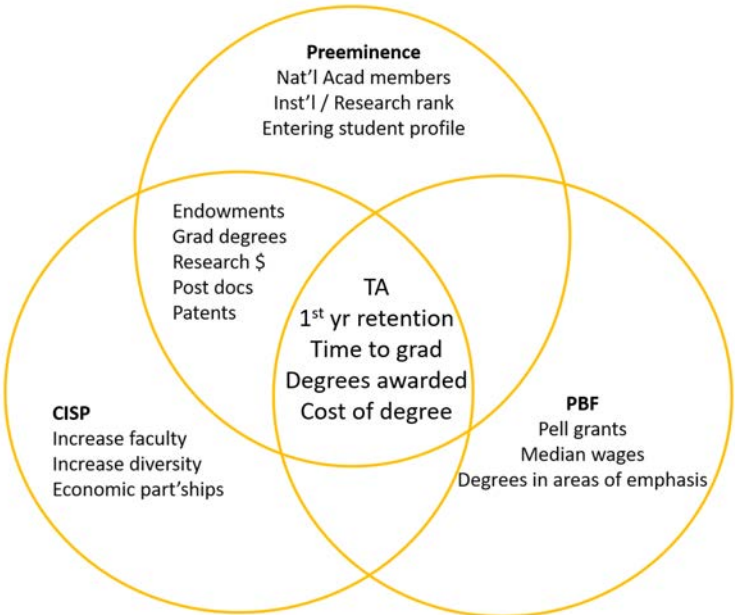 Preeminence
Nat'l Acad members
Inst'l / Research rank
Entering student profile
Endowments
Grad degrees
Research $
Post docs
Patents
TA
1st yr retention
Time to grad
Degrees awarded
Cost of degree
CISP
Increase faculty
Increase diversity
Economic part'ships
PBF
Pell grants
Median wages
Degrees in areas of emphasis